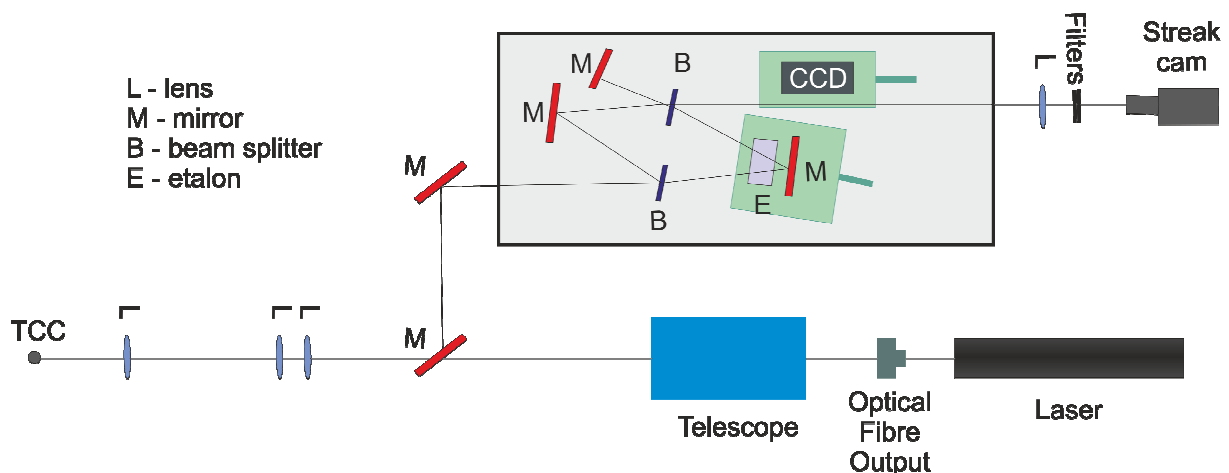 L - lens
M - mirror
B - beam splitter
E - etalon
M
M
B
CCD
M
E
B
M
L
Filters
Streak
cam
TCC
L
L
L
M
Telescope
Optical
Fibre
Output
Laser